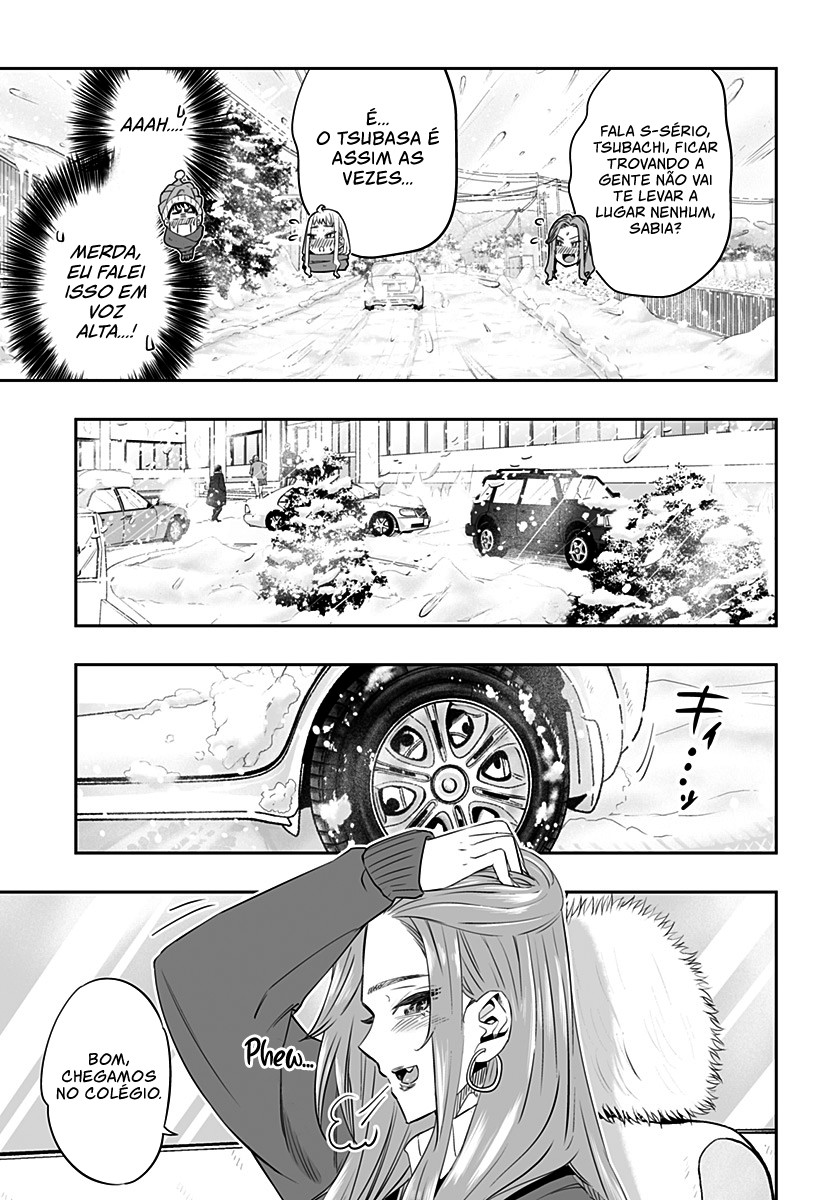 FALA S-SÉRIO,
TSUBACHI, FICAR
TROVANDO A
GENTE NÃO VAI
TE LEVAR A
LUGAR NENHUM,
SABIA?
É...
O TSUBASA É
ASSIM AS
VEZES...
AAAH...!
MERDA,
EU FALEI
ISSO EM
VOZ
ALTA...!
キィ...
Phew...
BOM,
CHEGAMOS
NO COLÉGIO.